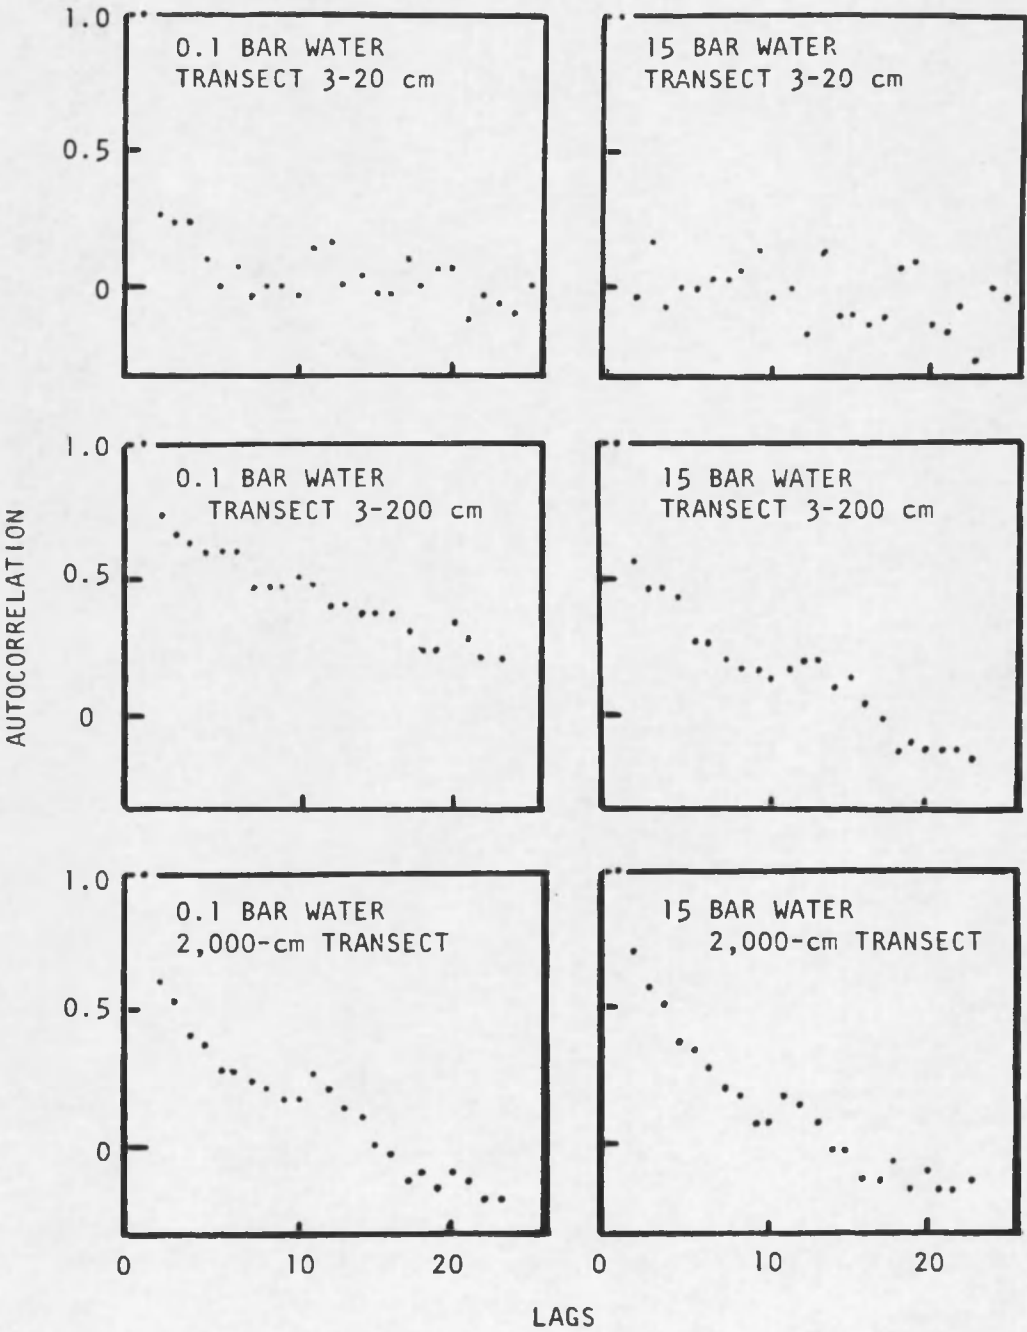 1.0
0.1 BAR WATER
TRANSECT 3-20 cm
0.5
0
15 BAR WATER
TRANSECT 3-20 cm
1.0
0.1 BAR WATER
TRANSECT 3-200 cm
0.5
0
15 BAR WATER
TRANSECT 3-200 cm
AUTOCORRELATION
1.0
0.1 BAR WATER
2,000-cm TRANSECT
0.5
0
15 BAR WATER
2,000-cm TRANSECT
0 10 20
0 10 20
LAGS